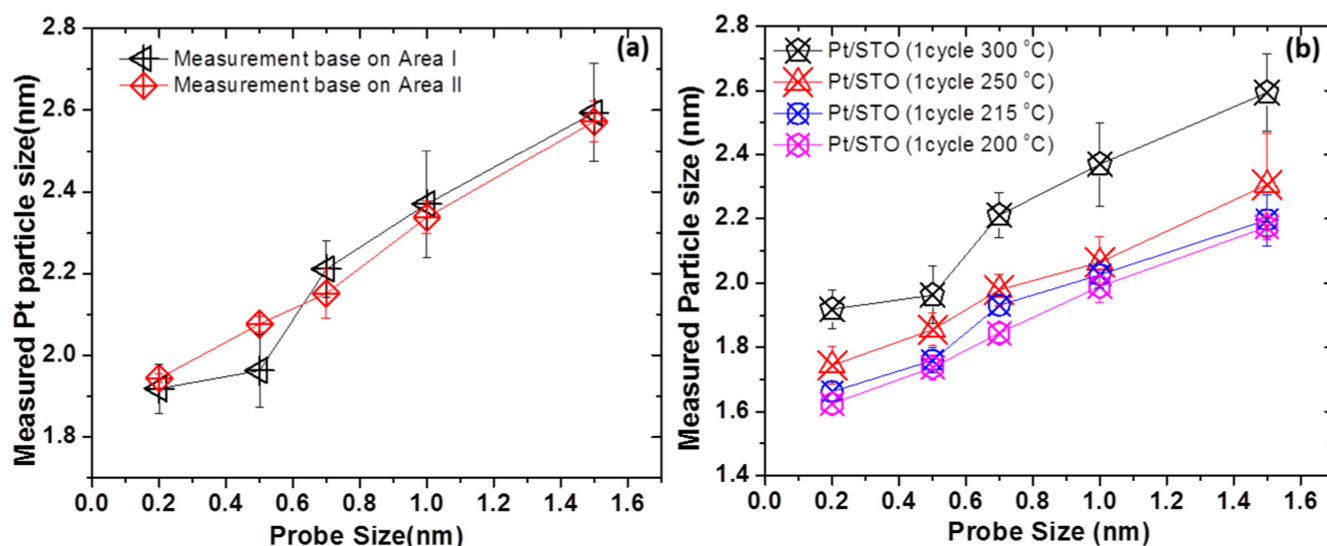 (a)
Measurement base on Area I
Measurement base on Area II
Measured Pt particle size(nm)
2.8
2.6
2.4
2.2
2.0
1.8
0.0 0.2 0.4 0.6 0.8 1.0 1.2 1.4 1.6
Probe Size(nm)
(b)
Pt/STO (1cycle 300 °C)
Pt/STO (1cycle 250 °C)
Pt/STO (1cycle 215 °C)
Pt/STO (1cycle 200 °C)
Measured Particle size (nm)
2.8
2.6
2.4
2.2
2.0
1.8
1.6
1.4
0.0 0.2 0.4 0.6 0.8 1.0 1.2 1.4 1.6
Probe Size (nm)